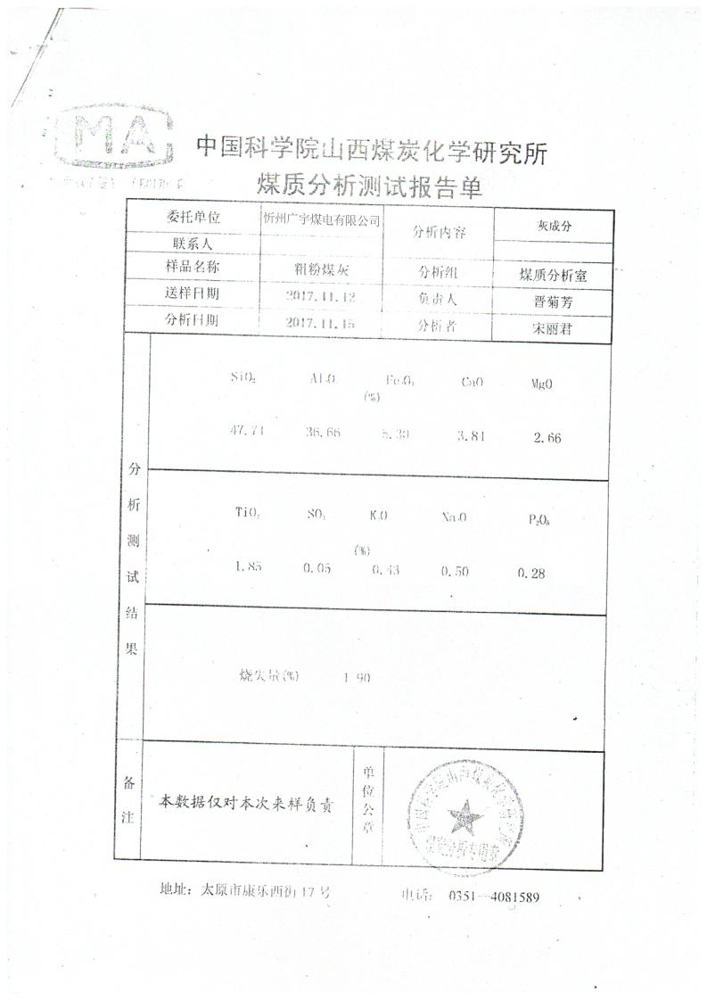 MA
中国科学院山西煤炭化学研究所
煤质分析测试报告单
委托单位 忻州广宇煤电有限公司 分析内容 灰成分
联系人
样品名称 粗粉煤灰 分析组 煤质分析室
送样日期 2017.11.12 负责人 晋菊芳
分析日期 2017.11.15 分析者 宋丽君
分析测试结果
SiO₂ Al₂O₃ Fe₂O₃ CaO MgO
(%)
47.71 36.66 5.30 3.81 2.66
TiO₂ SO₃ K₂O Na₂O P₂O₅
(%)
1.85 0.05 0.43 0.50 0.28
烧失量(%) 1.90
备注 本数据仅对本次来样负责 单位公章
煤炭分析专用章
地址：太原市康乐西街17号 电话：0351—4081589